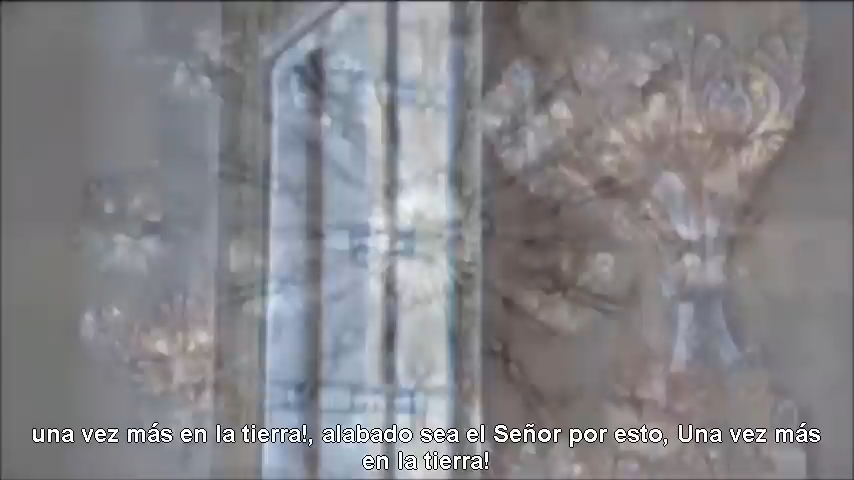 una vez más en la tierra!, alabado sea el Señor por esto, Una vez más
en la tierra!